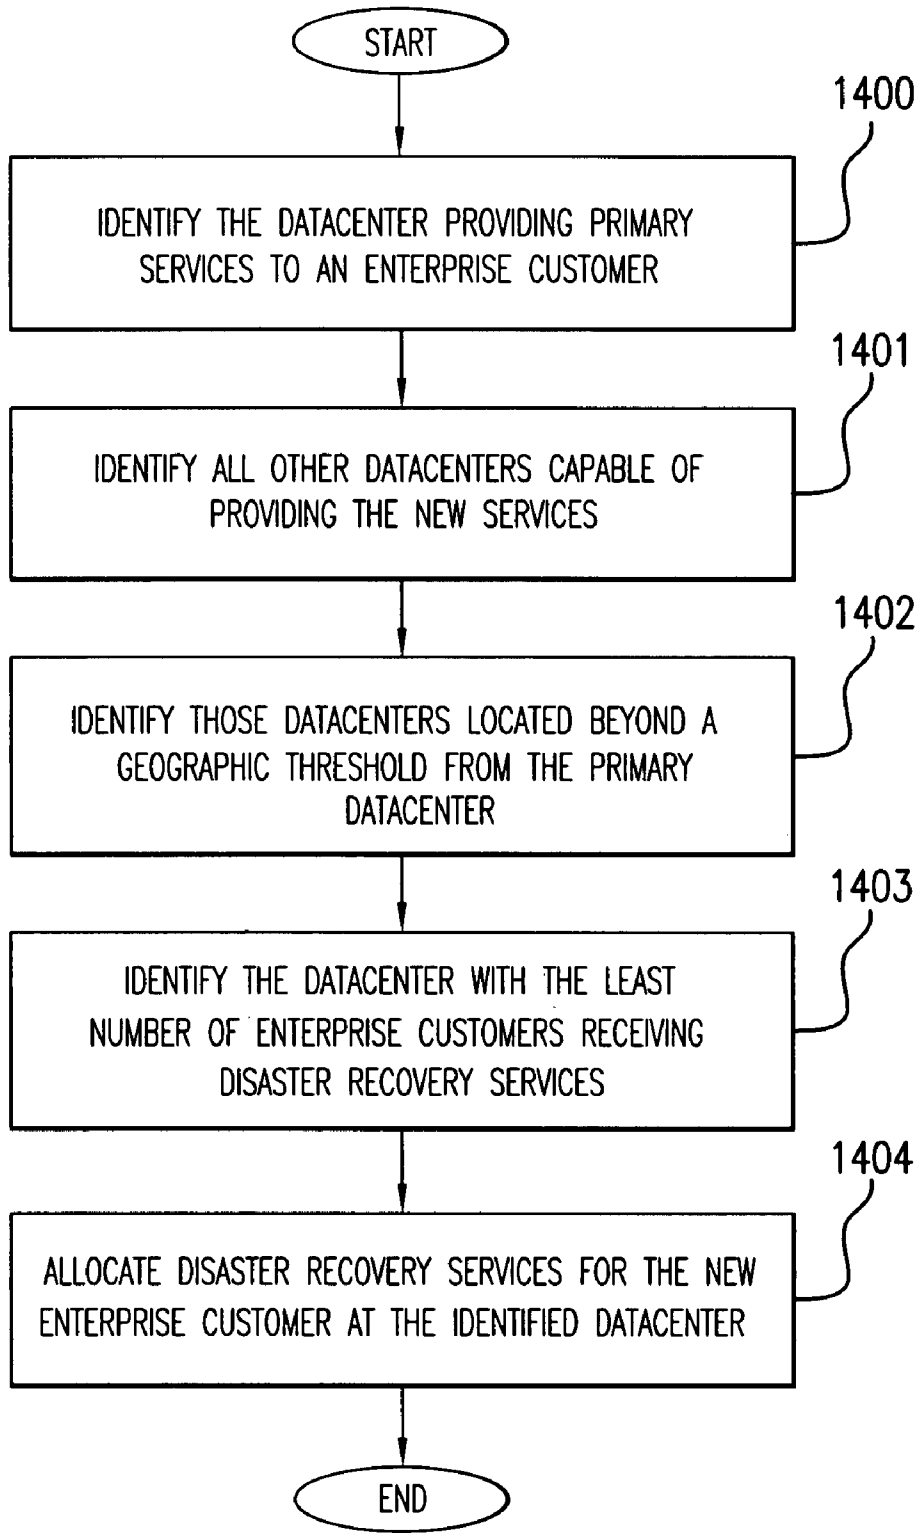 START
1400
IDENTIFY THE DATACENTER PROVIDING PRIMARY
SERVICES TO AN ENTERPRISE CUSTOMER
1401
IDENTIFY ALL OTHER DATACENTERS CAPABLE OF
PROVIDING THE NEW SERVICES
1402
IDENTIFY THOSE DATACENTERS LOCATED BEYOND A
GEOGRAPHIC THRESHOLD FROM THE PRIMARY
DATACENTER
1403
IDENTIFY THE DATACENTER WITH THE LEAST
NUMBER OF ENTERPRISE CUSTOMERS RECEIVING
DISASTER RECOVERY SERVICES
1404
ALLOCATE DISASTER RECOVERY SERVICES FOR THE NEW
ENTERPRISE CUSTOMER AT THE IDENTIFIED DATACENTER
END